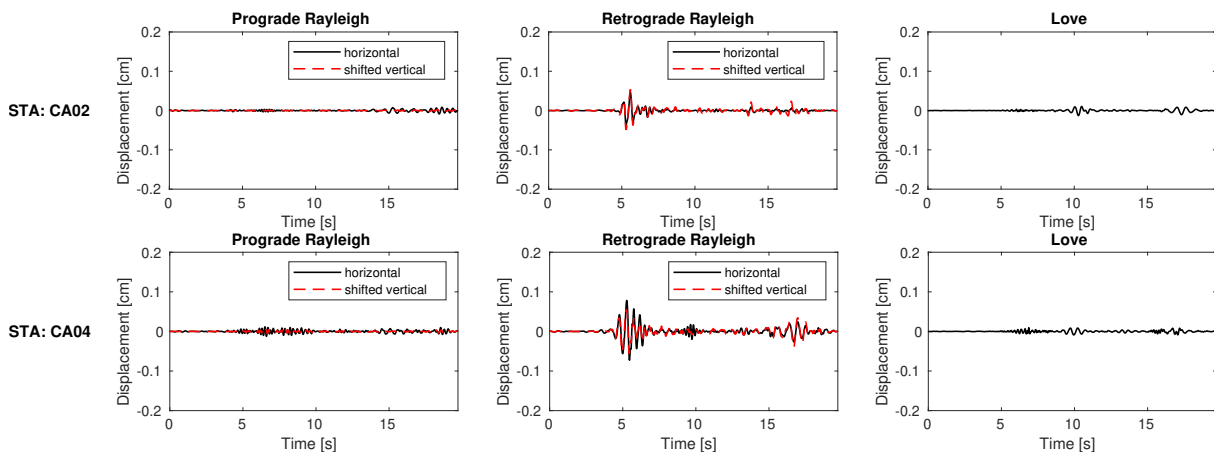 Prograde Rayleigh
Retrograde Rayleigh
Love
STA: CA02
Displacement [cm]
0.2
0.1
0
-0.1
-0.2
horizontal
shifted vertical
0 5 10 15
Time [s]
Displacement [cm]
0.2
0.1
0
-0.1
-0.2
horizontal
shifted vertical
0 5 10 15
Time [s]
Displacement [cm]
0.2
0.1
0
-0.1
-0.2
0 5 10 15
Time [s]
Prograde Rayleigh
Retrograde Rayleigh
Love
STA: CA04
Displacement [cm]
0.2
0.1
0
-0.1
-0.2
horizontal
shifted vertical
0 5 10 15
Time [s]
Displacement [cm]
0.2
0.1
0
-0.1
-0.2
horizontal
shifted vertical
0 5 10 15
Time [s]
Displacement [cm]
0.2
0.1
0
-0.1
-0.2
0 5 10 15
Time [s]